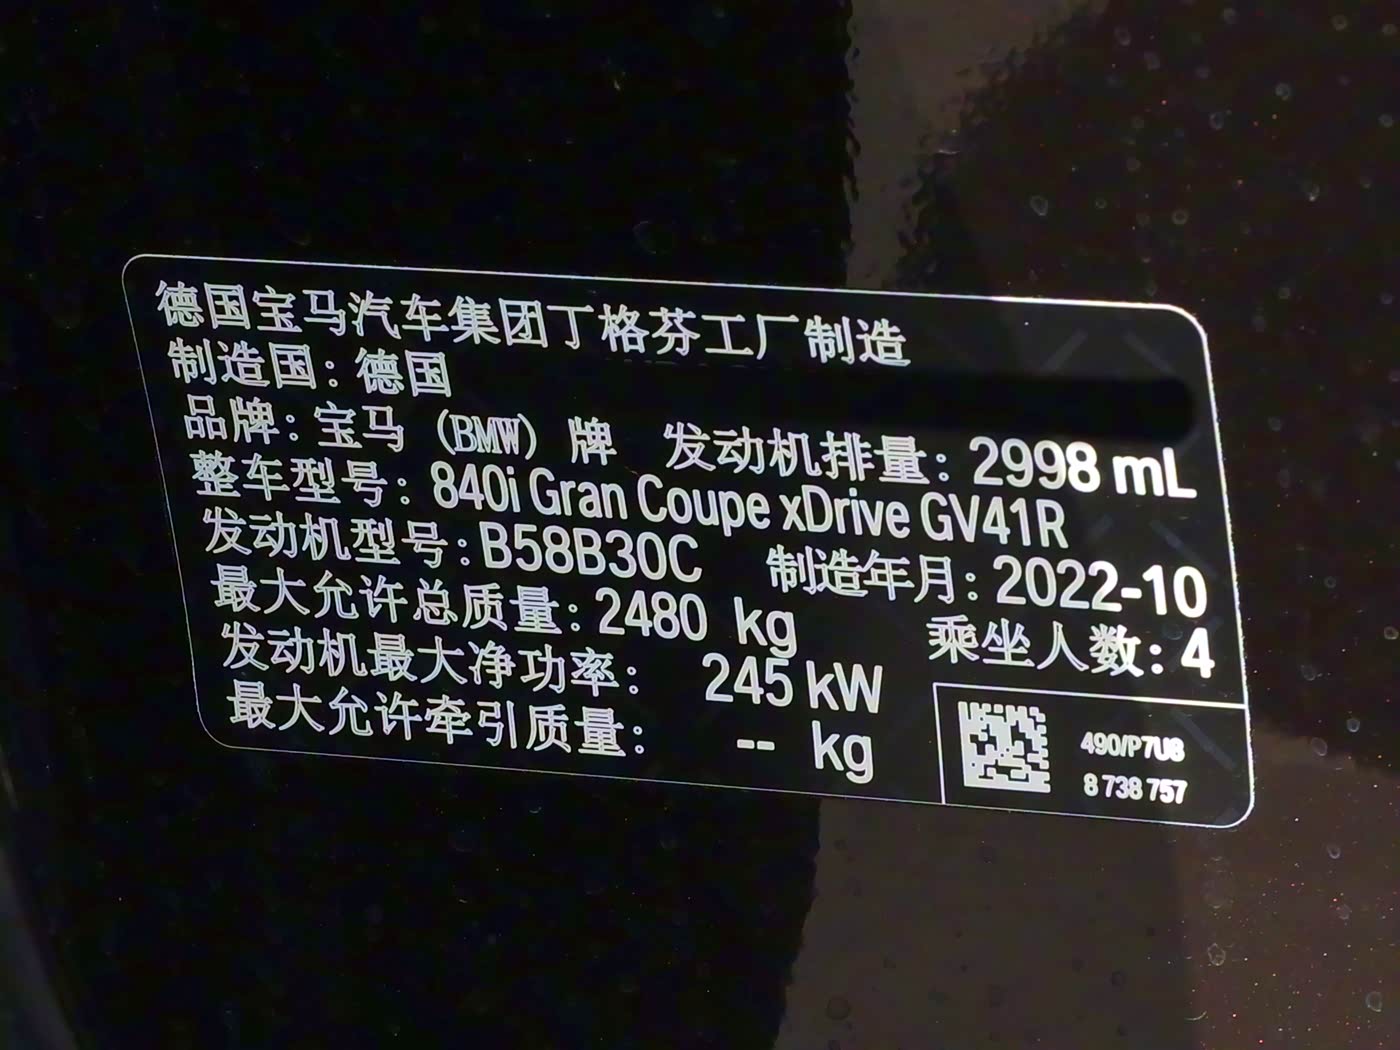 德国宝马汽车集团丁格芬工厂制造
制造国：德国
品牌：宝马（BMW）牌 发动机排量：2998 mL
整车型号：840i Gran Coupe xDrive GV41R
发动机型号：B58B30C 制造年月：2022-10
最大允许总质量：2480 kg 乘坐人数：4
发动机最大净功率： 245 kW
最大允许牵引质量： -- kg
490/P7U8
8 738 757